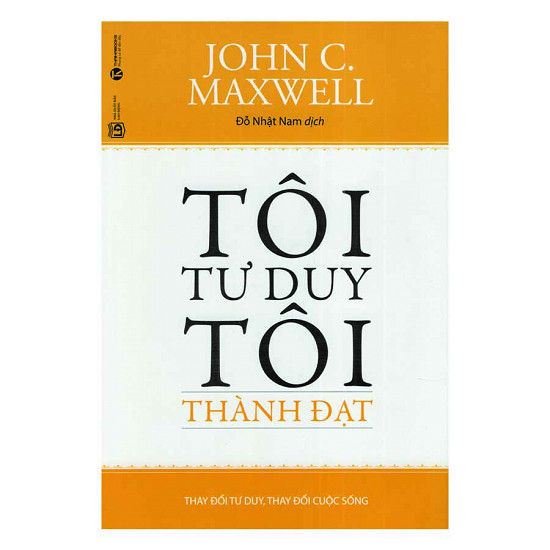 JOHN C.
MAXWELL
Đỗ Nhật Nam dịch
TÔI
TƯ DUY
TÔI
THÀNH ĐẠT
THAY ĐỔI TƯ DUY, THAY ĐỔI CUỘC SỐNG